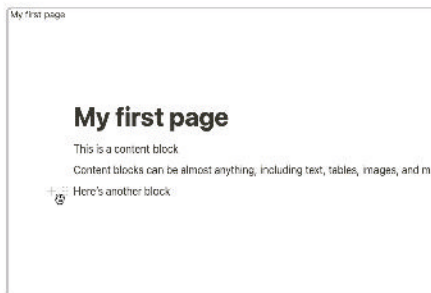 My first page
My first page
This is a content block
Content blocks can be almost anything, including text, tables, images, and m
Here's another block